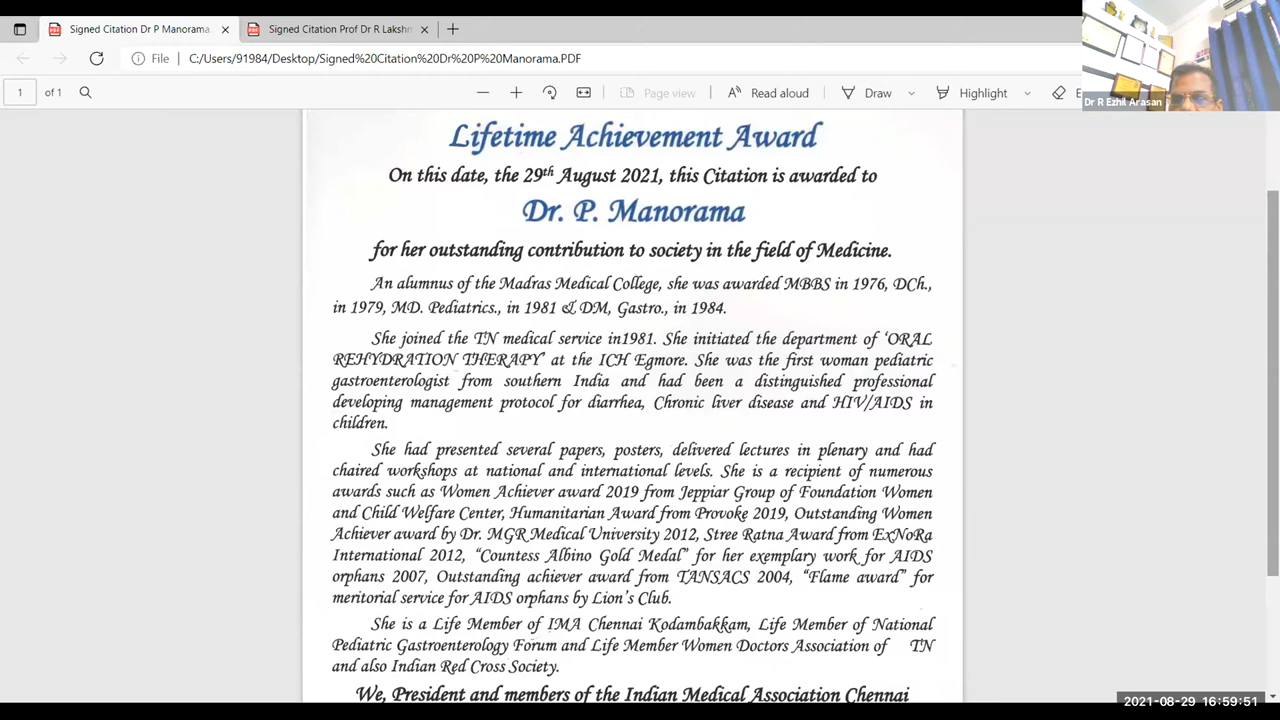 Signed Citation Dr P Manorama.
Signed Citation Prof Dr R Lakshm
File
C:/Users/91984/Desktop/Signed%20Citation%20Dr%20P%20Manorama.PDF
1 of 1
Page view
Read aloud
Draw
Highlight
E
Dr R Ezhil Arasan
Lifetime Achievement Award
On this date, the 29th August 2021, this Citation is awarded to
Dr. P. Manorama
for her outstanding contribution to society in the field of Medicine.
An alumnus of the Madras Medical College, she was awarded MBBS in 1976, DCh.,
in 1979, MD. Pediatrics., in 1981 & DM, Gastro., in 1984.
She joined the TN medical service in1981. She initiated the department of ‘ORAL
REHYDRATION THERAPY’ at the ICH Egmore. She was the first woman pediatric
gastroenterologist from southern India and had been a distinguished professional
developing management protocol for diarrhea, Chronic liver disease and HIV/AIDS in
children.
She had presented several papers, posters, delivered lectures in plenary and had
chaired workshops at national and international levels. She is a recipient of numerous
awards such as Women Achiever award 2019 from Jeppiar Group of Foundation Women
and Child Welfare Center, Humanitarian Award from Provoke 2019, Outstanding Women
Achiever award by Dr. MGR Medical University 2012, Stree Ratna Award from ExNoRa
International 2012, “Countess Albino Gold Medal” for her exemplary work for AIDS
orphans 2007, Outstanding achiever award from TANSACS 2004, “Flame award” for
meritorial service for AIDS orphans by Lion’s Club.
She is a Life Member of IMA Chennai Kodambakkam, Life Member of National
Pediatric Gastroenterology Forum and Life Member Women Doctors Association of TN
and also Indian Red Cross Society.
We, President and members of the Indian Medical Association Chennai
2021-08-29 16:59:51